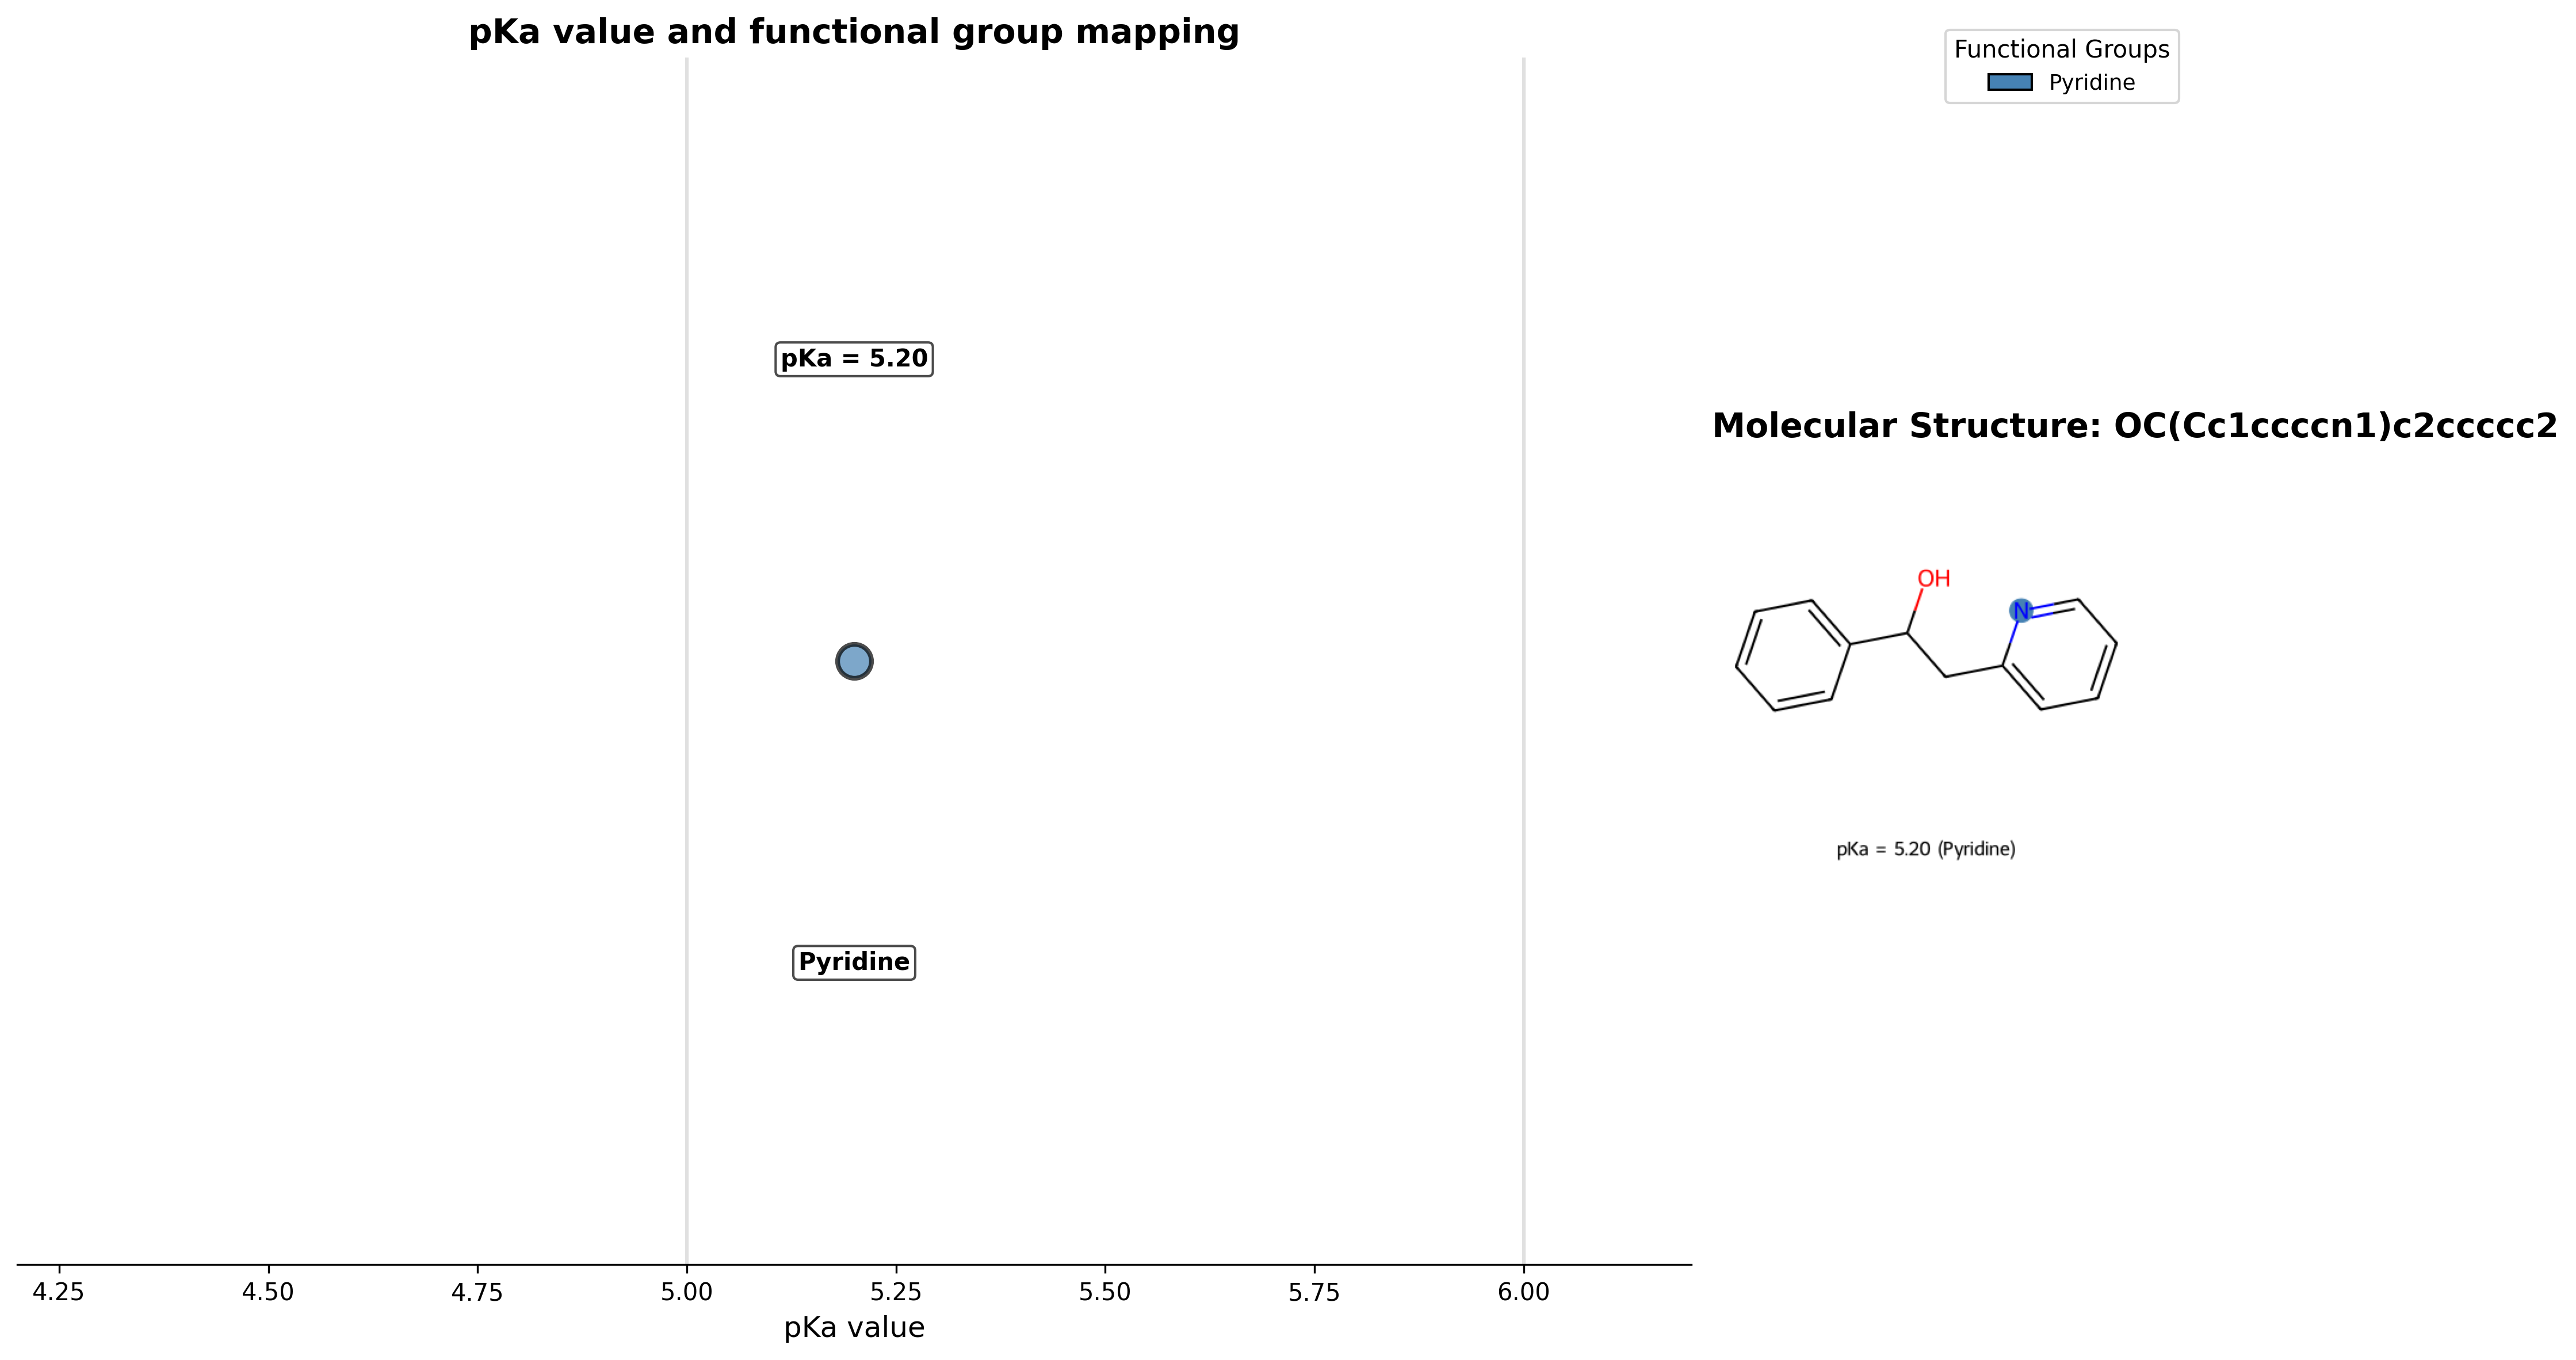 pKa value and functional group mapping
Functional Groups
Pyridine
pKa = 5.20
Pyridine
4.25 4.50 4.75 5.00 5.25 5.50 5.75 6.00
pKa value
Molecular Structure: OC(Cc1ccccn1)c2ccccc2
OH
N
pKa = 5.20 (Pyridine)